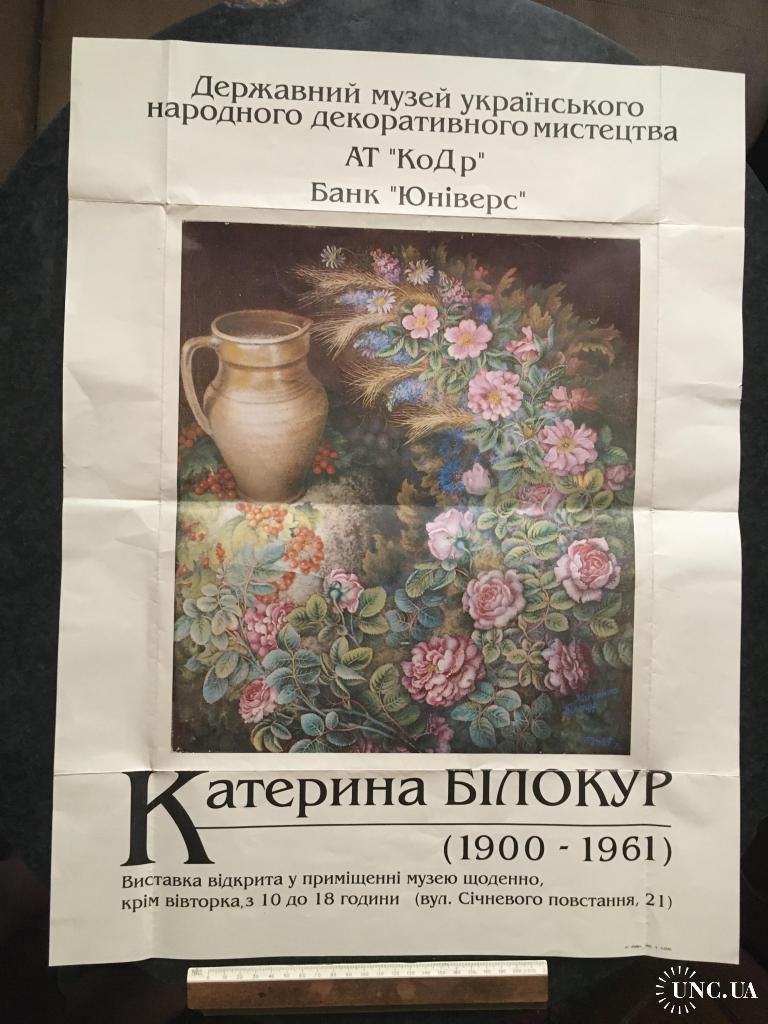 Державний музей українського
народного декоративного мистецтва
АТ "КоДр"
Банк "Юніверс"
Катерина БІЛОКУР
(1900 - 1961)
Виставка відкрита у приміщенні музею щоденно,
крім вівторка, з 10 до 18 години (вул. Січневого повстання, 21)
UNC.UA